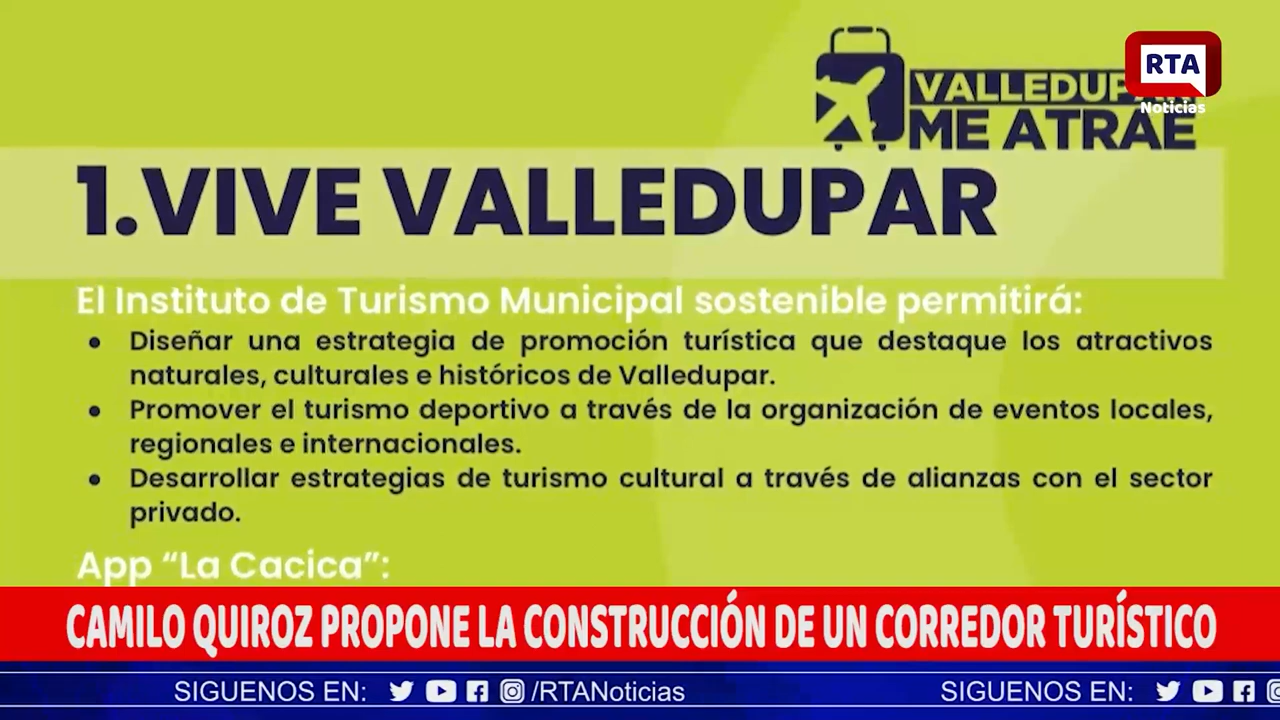 RTA
Noticias
VALLEDUPAR
ME ATRAE
1.VIVE VALLEDUPAR
El Instituto de Turismo Municipal sostenible permitirá:
• Diseñar una estrategia de promoción turística que destaque los atractivos
naturales, culturales e históricos de Valledupar.
• Promover el turismo deportivo a través de la organización de eventos locales,
regionales e internacionales.
• Desarrollar estrategias de turismo cultural a través de alianzas con el sector
privado.
App “La Cacica”:
CAMILO QUIROZ PROPONE LA CONSTRUCCIÓN DE UN CORREDOR TURÍSTICO
SIGUENOS EN: /RTANoticias SIGUENOS EN: